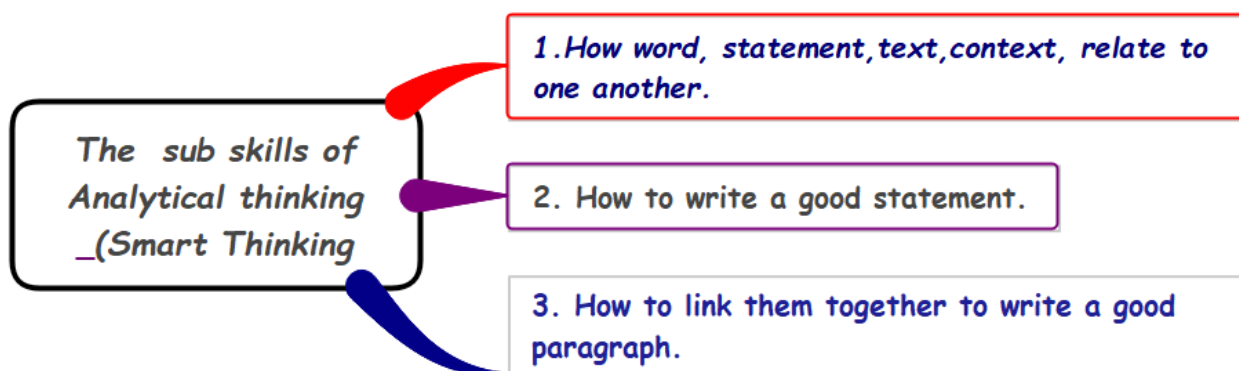 The sub skills of
Analytical thinking
_(Smart Thinking
1.How word, statement,text,context, relate to
one another.
2. How to write a good statement.
3. How to link them together to write a good
paragraph.